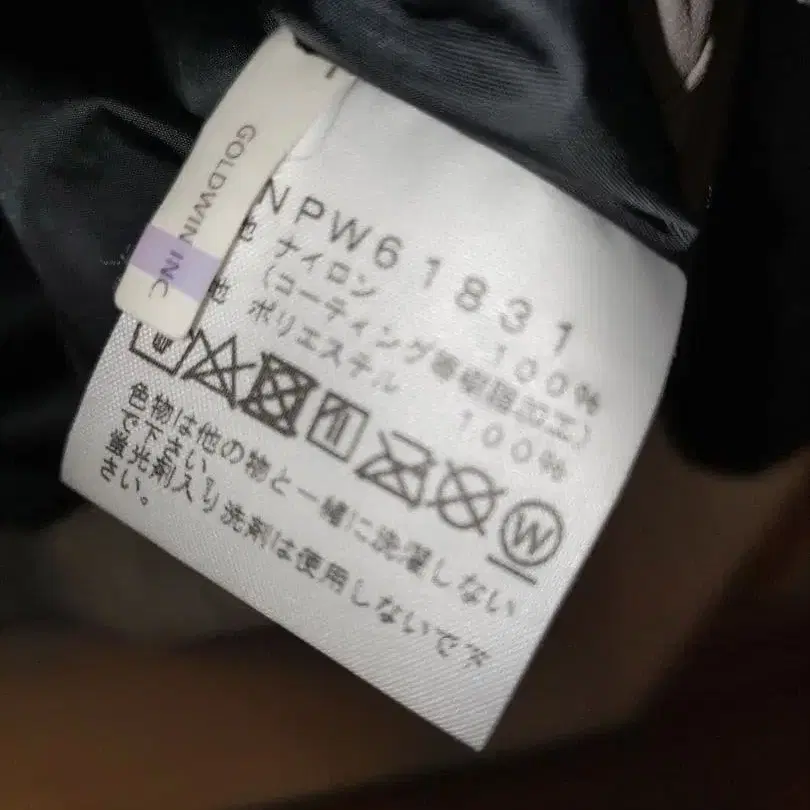 GOLDWIN INC
NPW61831
地 ナイロン 100%
(コーティング等樹脂加工)
地 ポリエステル 100%
W
色物は他の物と一緒に洗濯しない
で下さい
蛍光剤入り洗剤は使用しないで下
さい。